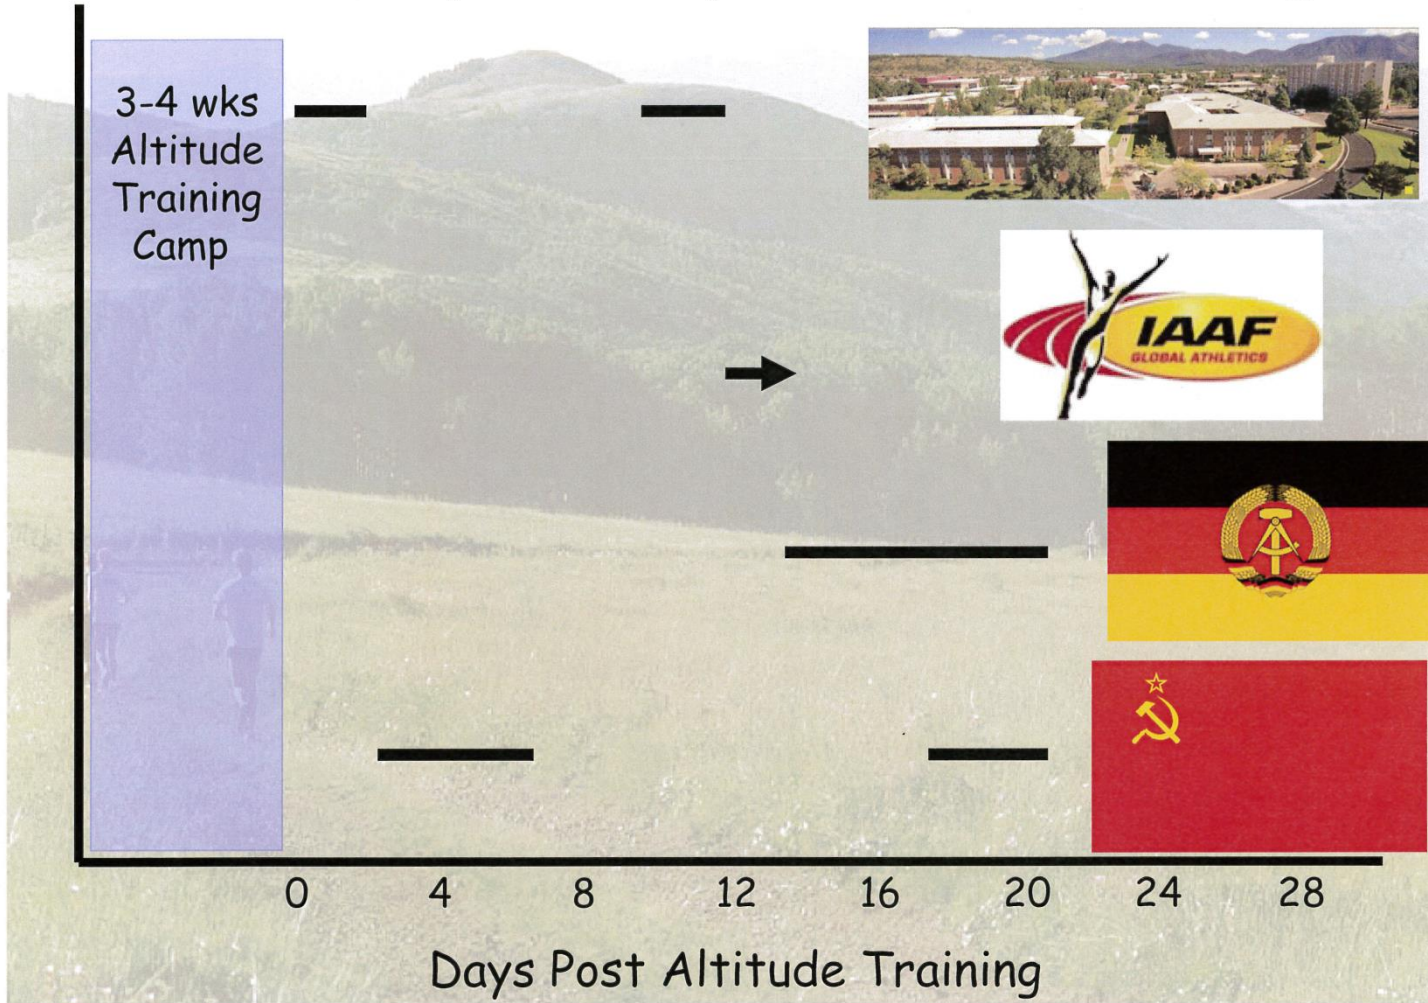 3-4 wks
Altitude
Training
Camp
IAAF
GLOBAL ATHLETICS
0 4 8 12 16 20 24 28
Days Post Altitude Training